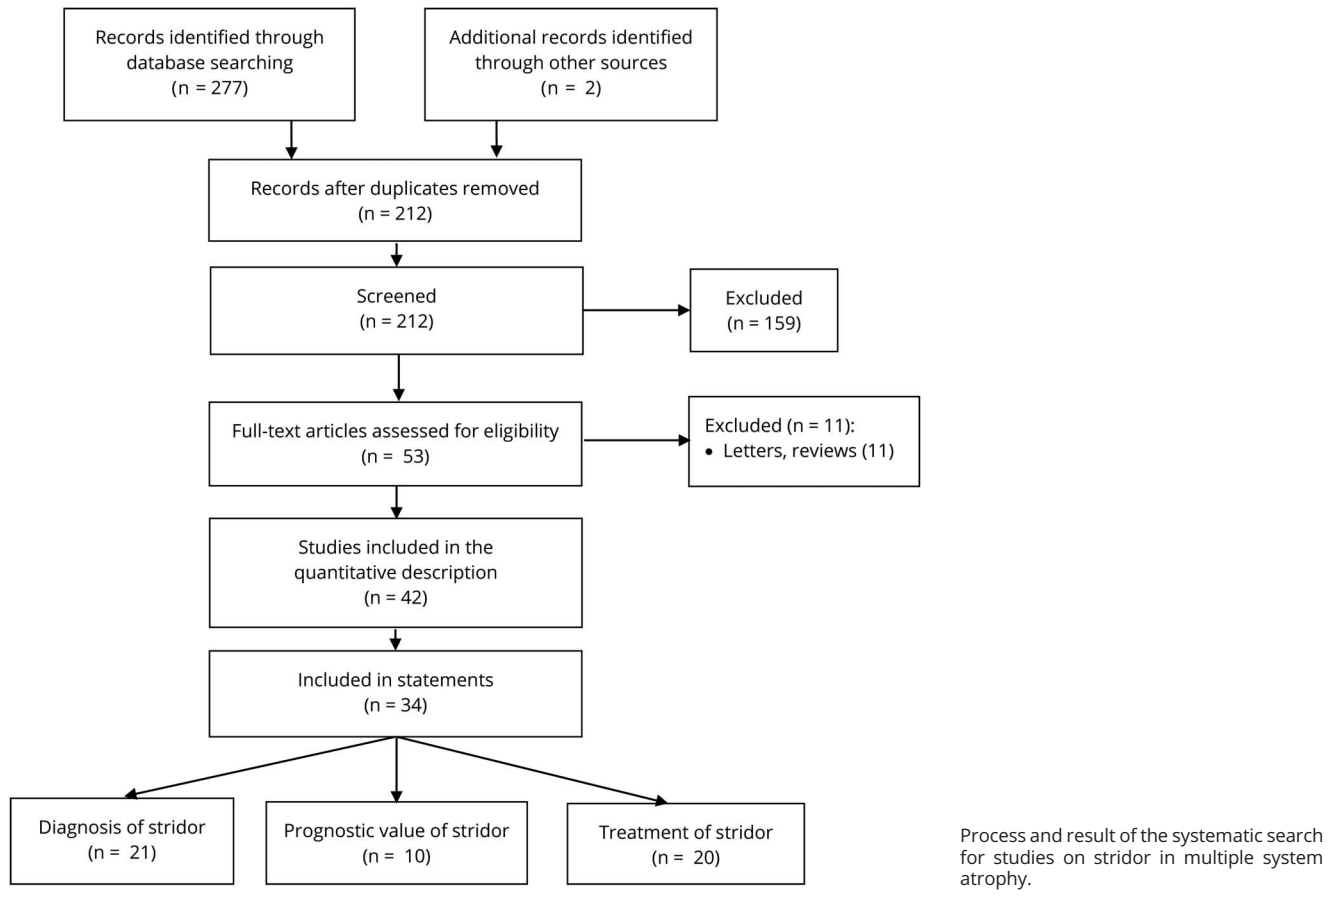 Records identified through
database searching
(n = 277)
Additional records identified
through other sources
(n = 2)
Records after duplicates removed
(n = 212)
Screened
(n = 212)
Excluded
(n = 159)
Full-text articles assessed for eligibility
(n = 53)
Excluded (n = 11):
• Letters, reviews (11)
Studies included in the
quantitative description
(n = 42)
Included in statements
(n = 34)
Diagnosis of stridor
(n = 21)
Prognostic value of stridor
(n = 10)
Treatment of stridor
(n = 20)
Process and result of the systematic search
for studies on stridor in multiple system
atrophy.